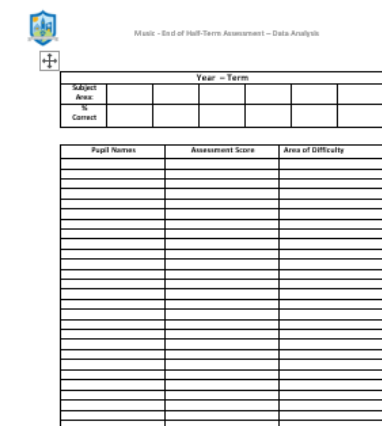 Music - End of Half-Term Assessment – Data Analysis
Year – Term
Subject Area:
% Correct
Pupil Names Assessment Score Area of Difficulty